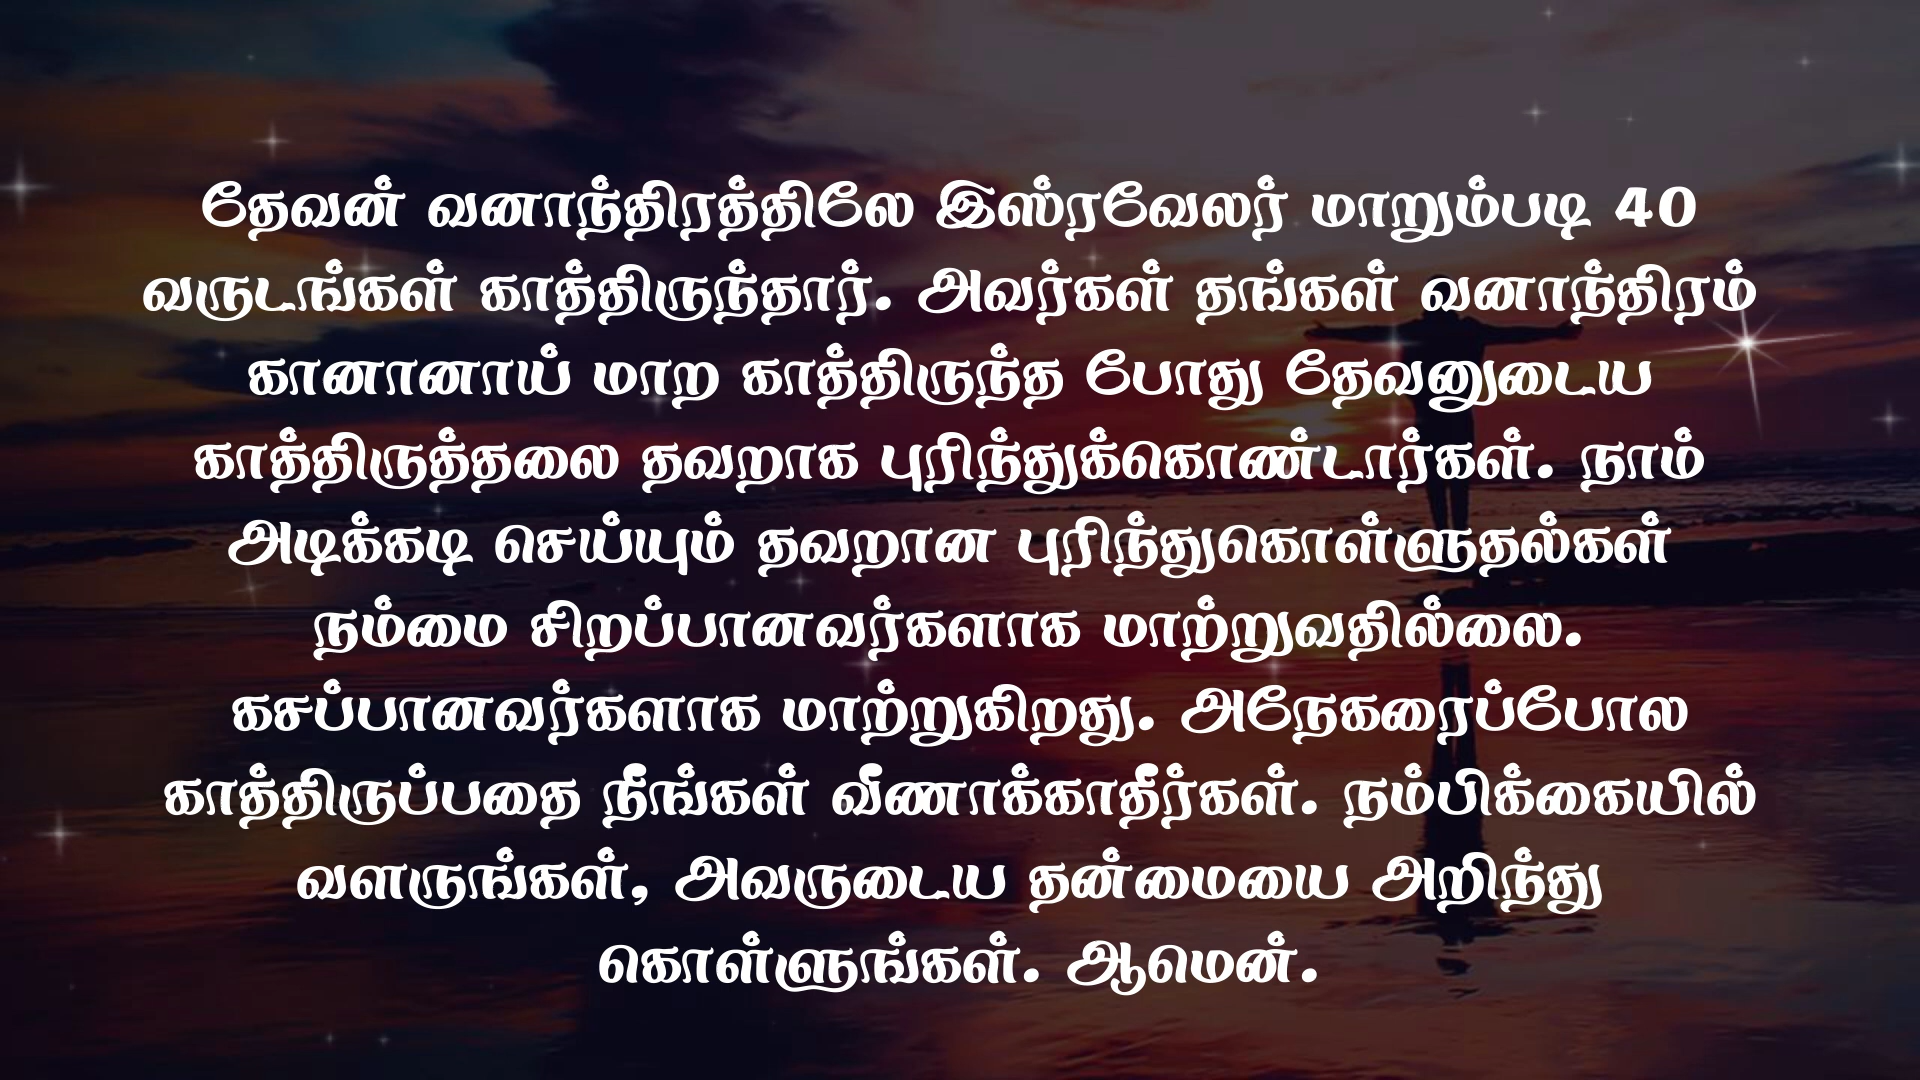 தேவன் வனாந்திரத்திலே இஸ்ரவேலர் மாறும்படி 40
வருடங்கள் காத்திருந்தார். அவர்கள் தங்கள் வனாந்திரம்
கானானாய் மாற காத்திருந்த போது தேவனுடைய
காத்திருத்தலை தவறாக புரிந்துக்கொண்டார்கள். நாம்
அடிக்கடி செய்யும் தவறான புரிந்துகொள்ளுதல்கள்
நம்மை சிறப்பானவர்களாக மாற்றுவதில்லை.
கசப்பானவர்களாக மாற்றுகிறது. அநேகரைப்போல
காத்திருப்பதை நீங்கள் வீணாக்காதீர்கள். நம்பிக்கையில்
வளருங்கள், அவருடைய தன்மையை அறிந்து
கொள்ளுங்கள். ஆமென்.